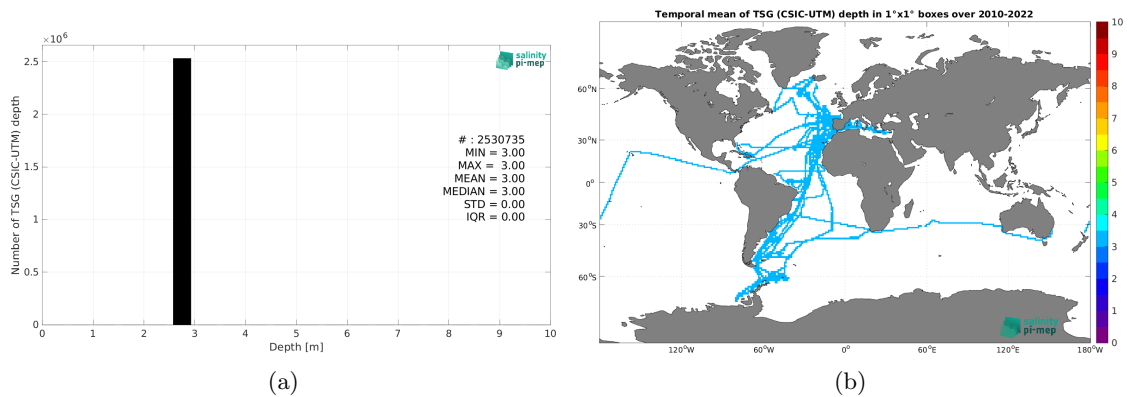 ×10⁶
2.5
2
1.5
1
0.5
0
Number of TSG (CSIC-UTM) depth
salinity
pi-mep
# : 2530735
MIN = 3.00
MAX = 3.00
MEAN = 3.00
MEDIAN = 3.00
STD = 0.00
IQR = 0.00
0 1 2 3 4 5 6 7 8 9 10
Depth [m]
(a)
Temporal mean of TSG (CSIC-UTM) depth in 1°x1° boxes over 2010-2022
60°N
30°N
0°
30°S
60°S
120°W 60°W 0° 60°E 120°E 180°W
salinity
pi-mep
10
9
8
7
6
5
4
3
2
1
0
(b)